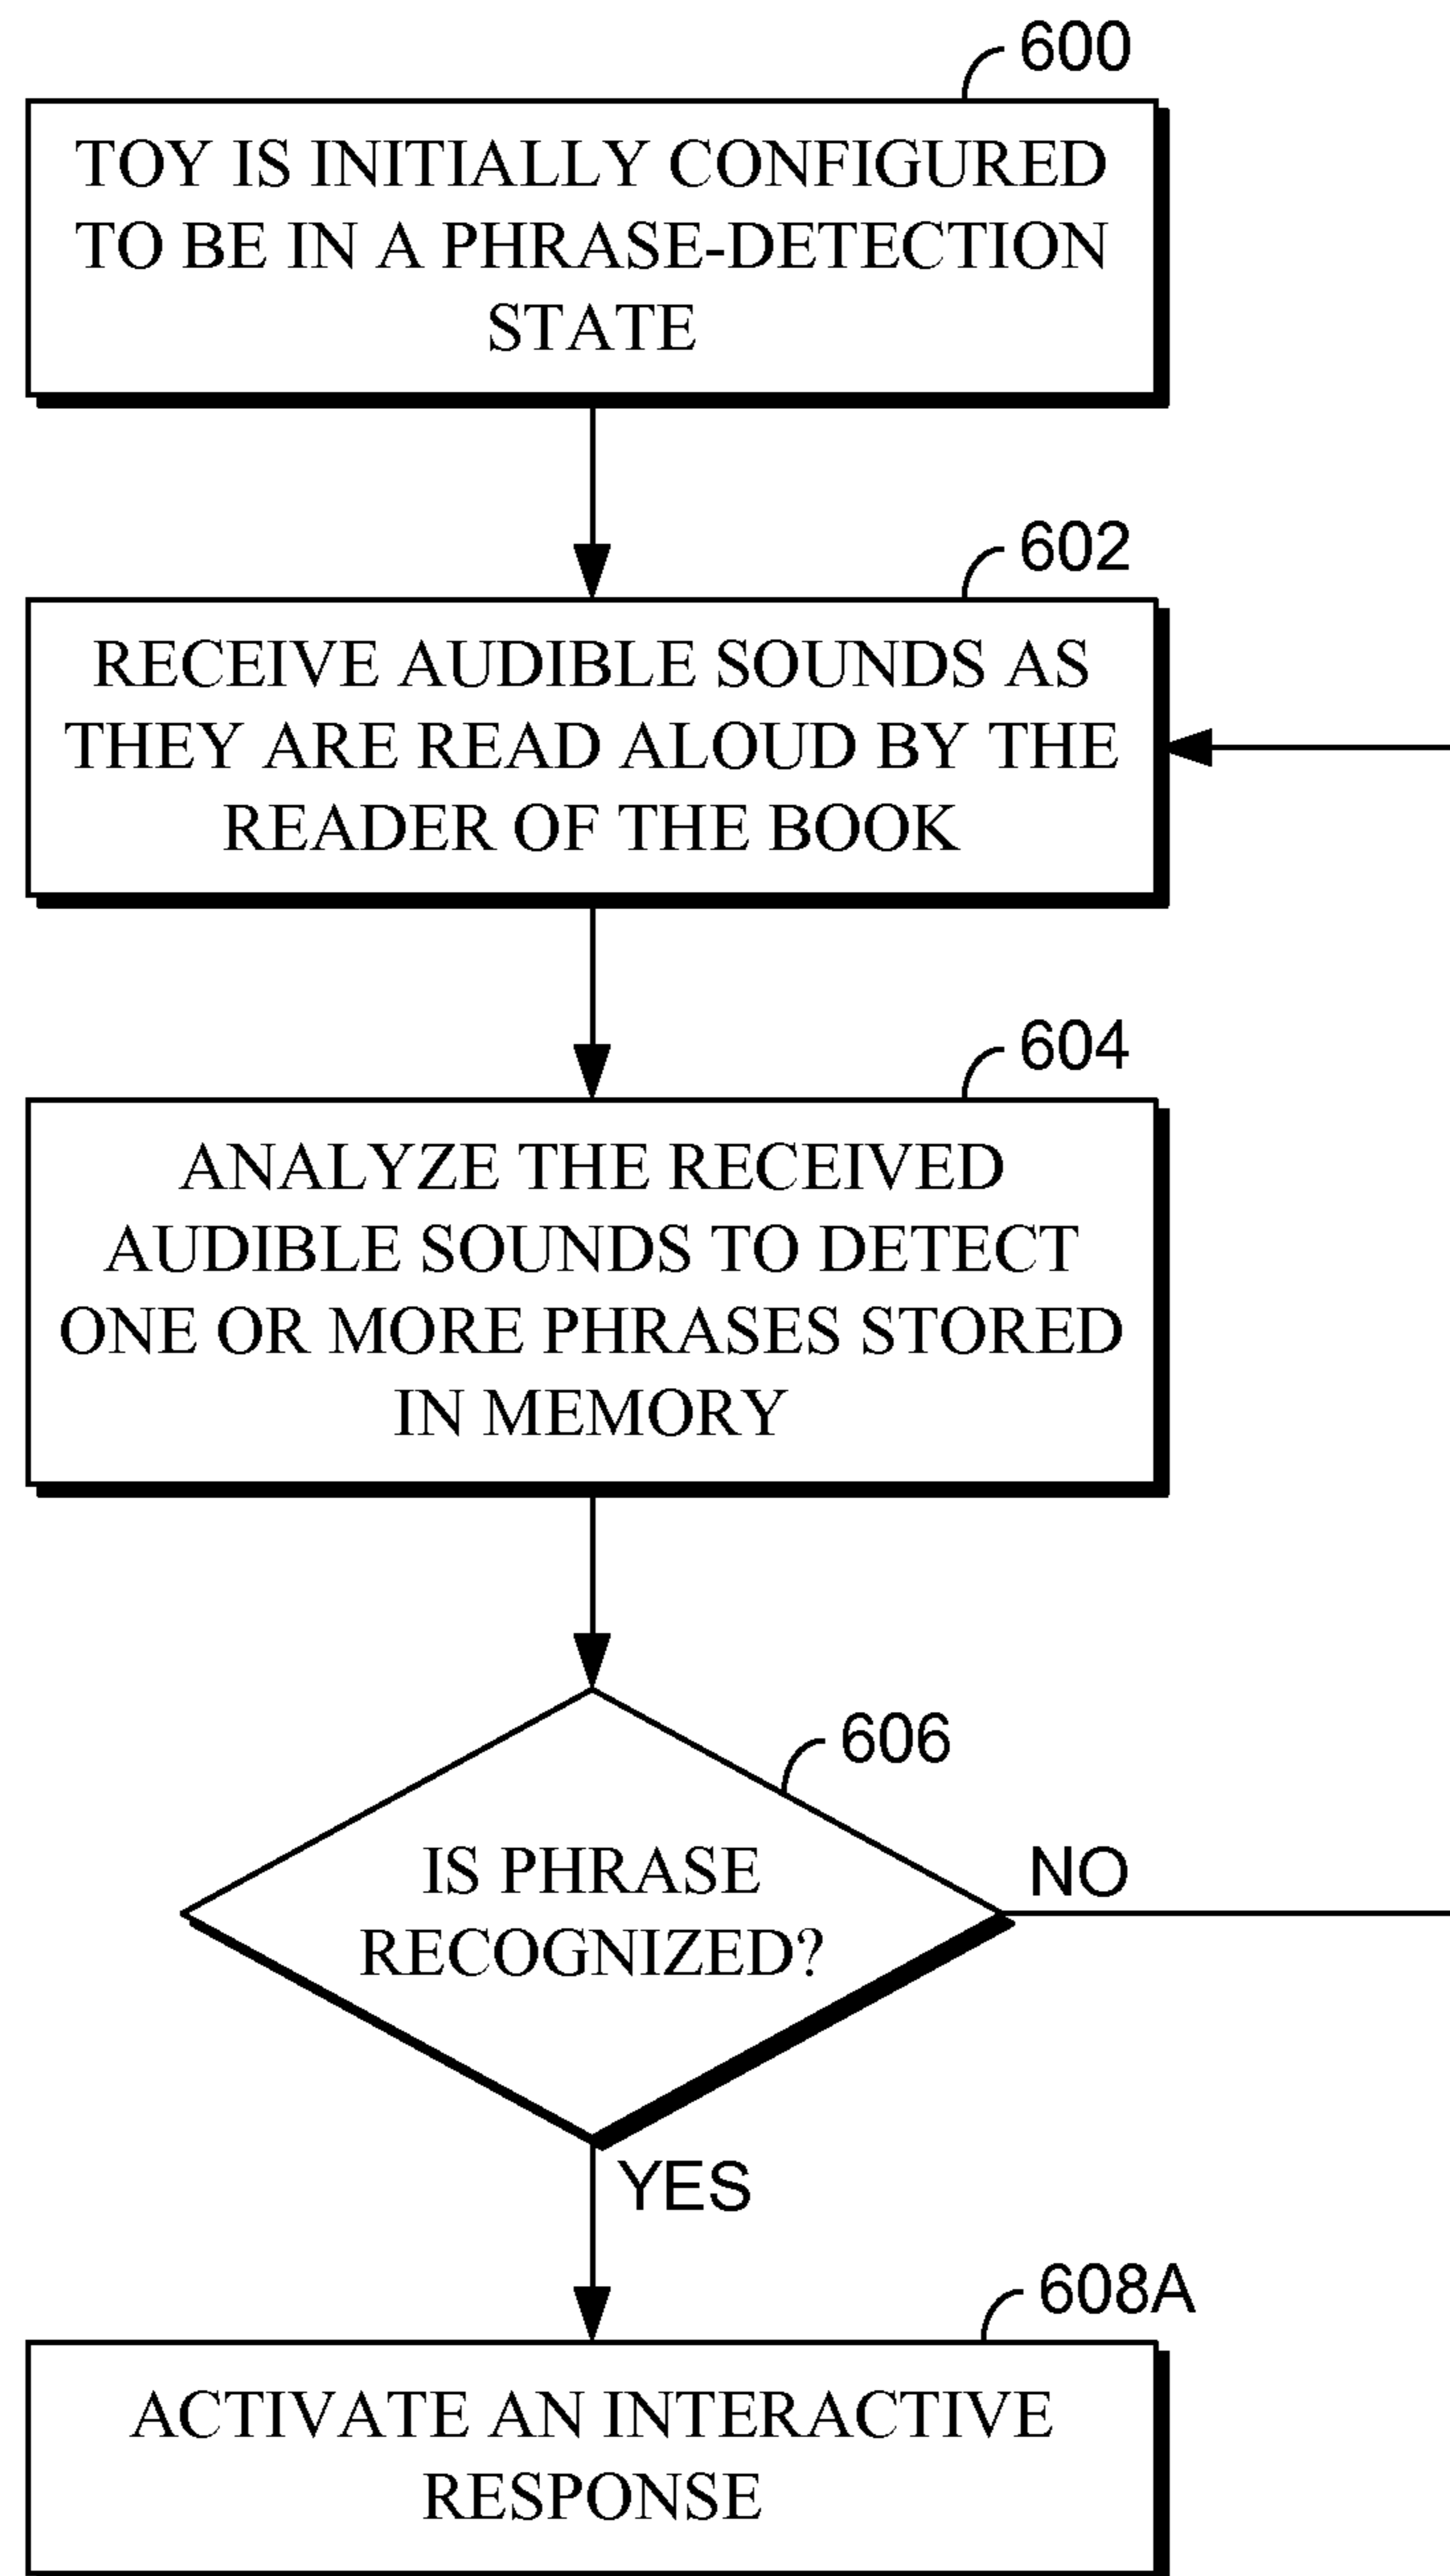 600
TOY IS INITIALLY CONFIGURED
TO BE IN A PHRASE-DETECTION
STATE
602
RECEIVE AUDIBLE SOUNDS AS
THEY ARE READ ALOUD BY THE
READER OF THE BOOK
604
ANALYZE THE RECEIVED
AUDIBLE SOUNDS TO DETECT
ONE OR MORE PHRASES STORED
IN MEMORY
606
IS PHRASE
RECOGNIZED?
NO
YES
608A
ACTIVATE AN INTERACTIVE
RESPONSE